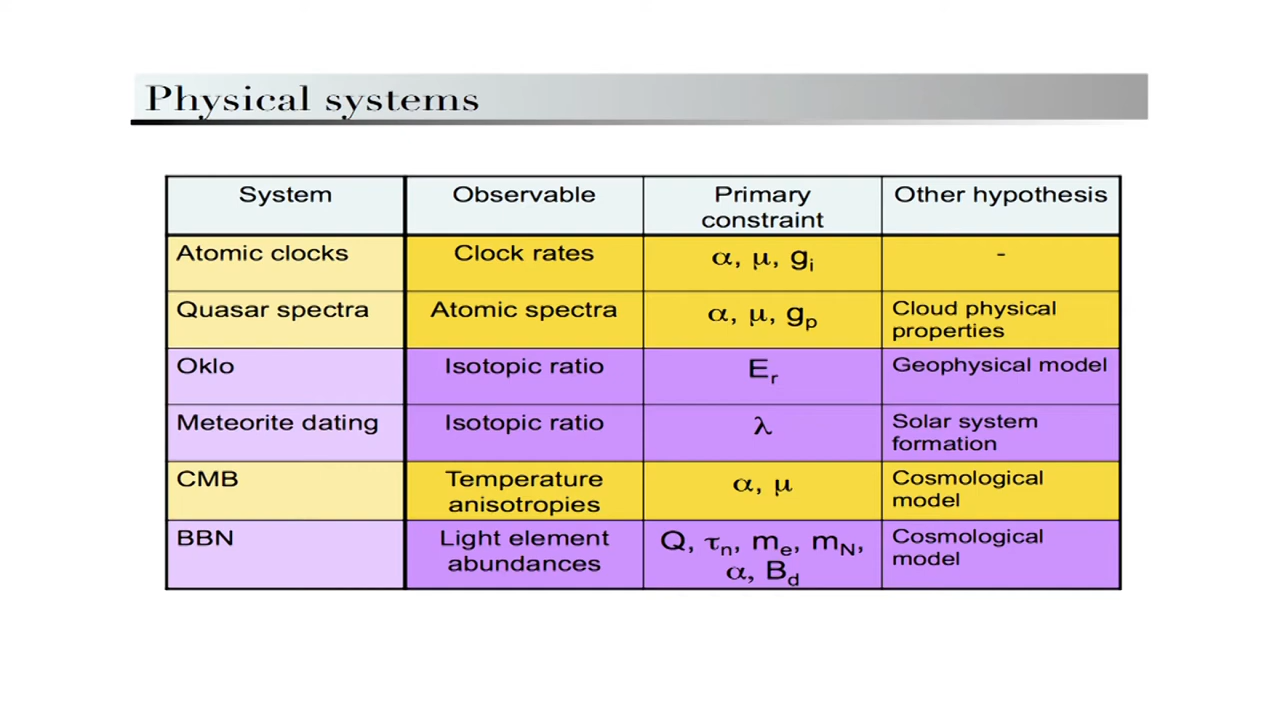 Physical systems
System Observable Primary constraint Other hypothesis
Atomic clocks Clock rates α, μ, gi -
Quasar spectra Atomic spectra α, μ, gp Cloud physical properties
Oklo Isotopic ratio Er Geophysical model
Meteorite dating Isotopic ratio λ Solar system formation
CMB Temperature anisotropies α, μ Cosmological model
BBN Light element abundances Q, τn, me, mN, α, Bd Cosmological model